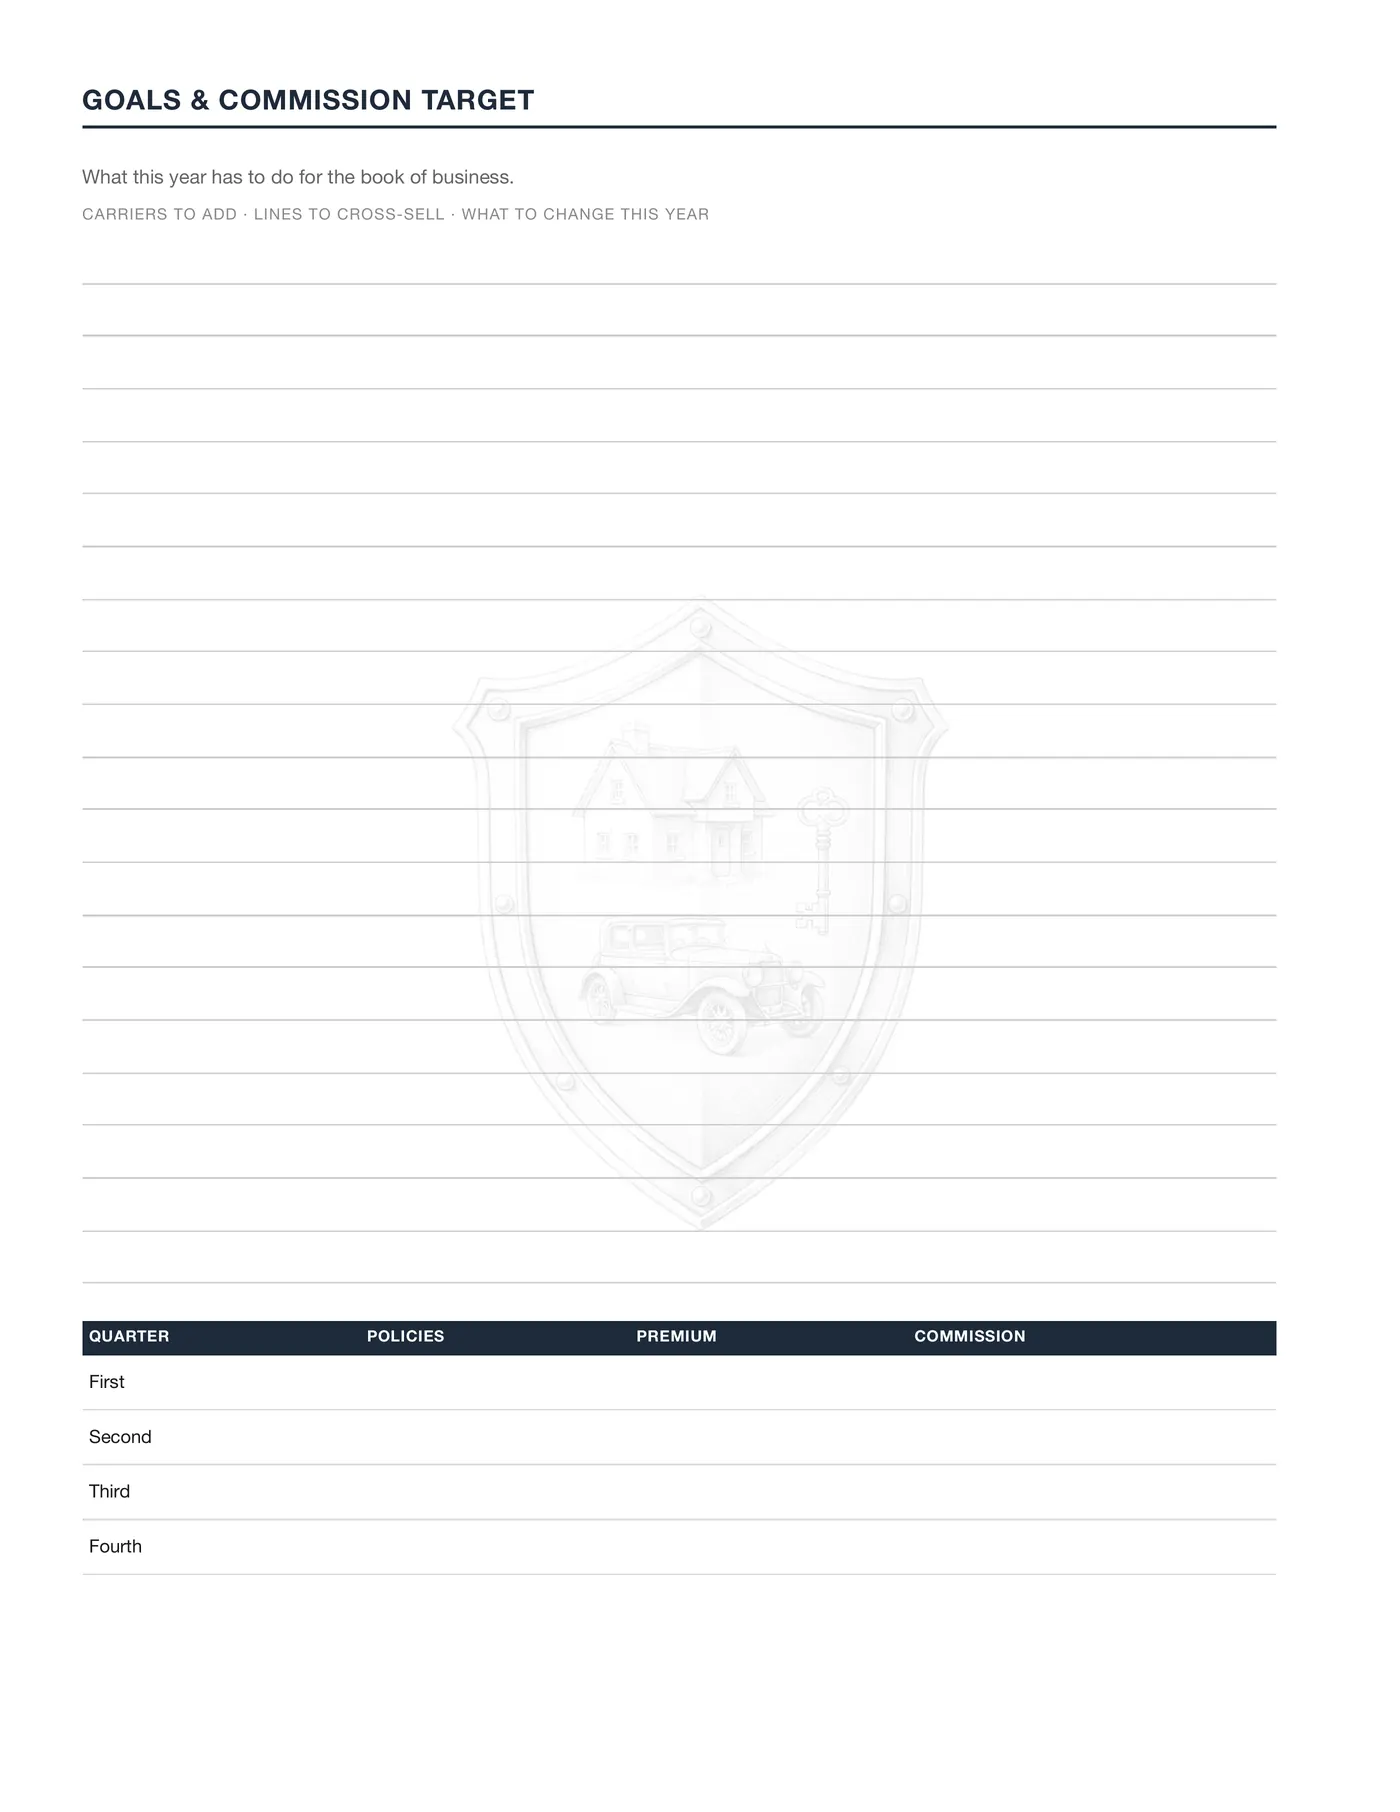 GOALS & COMMISSION TARGET
What this year has to do for the book of business.
CARRIERS TO ADD · LINES TO CROSS-SELL · WHAT TO CHANGE THIS YEAR
QUARTER POLICIES PREMIUM COMMISSION
First
Second
Third
Fourth